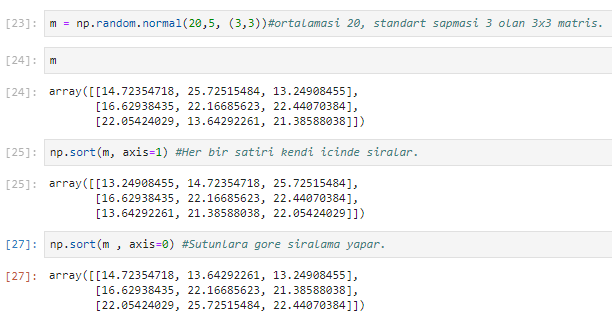 [23]: m = np.random.normal(20,5, (3,3))#ortalamasi 20, standart sapmasi 3 olan 3x3 matris.
[24]: m
[24]: array([[14.72354718, 25.72515484, 13.24908455],
[16.62938435, 22.16685623, 22.44070384],
[22.05424029, 13.64292261, 21.38588038]])
[25]: np.sort(m, axis=1) #Her bir satiri kendi icinde siralar.
[25]: array([[13.24908455, 14.72354718, 25.72515484],
[16.62938435, 22.16685623, 22.44070384],
[13.64292261, 21.38588038, 22.05424029]])
[27]: np.sort(m , axis=0) #Sutunlara gore siralama yapar.
[27]: array([[14.72354718, 13.64292261, 13.24908455],
[16.62938435, 22.16685623, 21.38588038],
[22.05424029, 25.72515484, 22.44070384]])